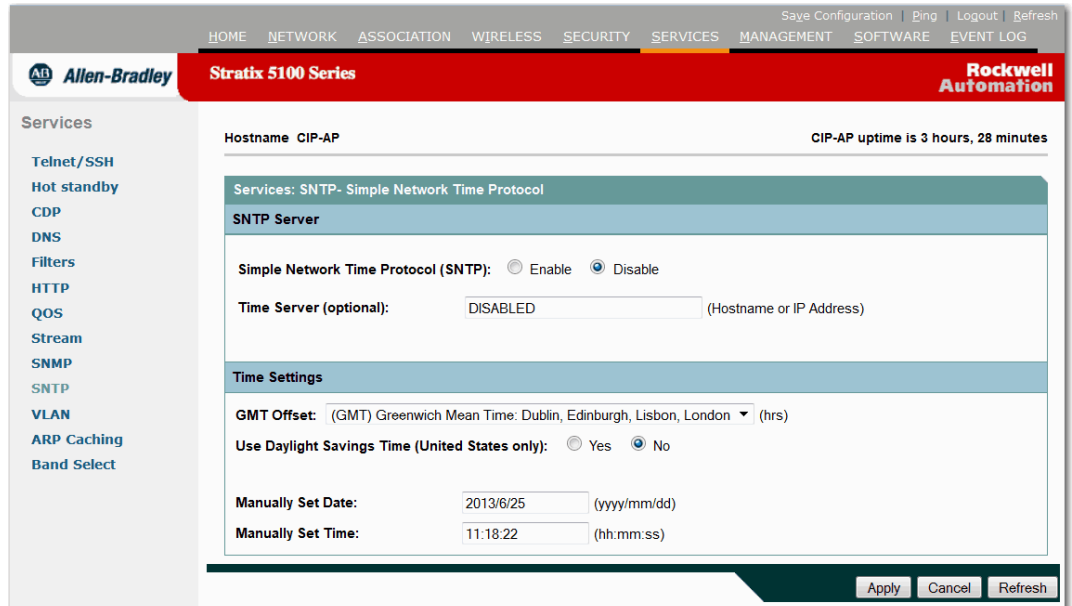 Save Configuration | Ping | Logout | Refresh
HOME NETWORK ASSOCIATION WIRELESS SECURITY SERVICES MANAGEMENT SOFTWARE EVENT LOG
AB Allen-Bradley
Stratix 5100 Series
Rockwell
Automation
Services
Telnet/SSH
Hot standby
CDP
DNS
Filters
HTTP
QOS
Stream
SNMP
SNTP
VLAN
ARP Caching
Band Select
Hostname CIP-AP
CIP-AP uptime is 3 hours, 28 minutes
Services: SNTP- Simple Network Time Protocol
SNTP Server
Simple Network Time Protocol (SNTP): Enable Disable
Time Server (optional): DISABLED (Hostname or IP Address)
Time Settings
GMT Offset: (GMT) Greenwich Mean Time: Dublin, Edinburgh, Lisbon, London (hrs)
Use Daylight Savings Time (United States only): Yes No
Manually Set Date: 2013/6/25 (yyyy/mm/dd)
Manually Set Time: 11:18:22 (hh:mm:ss)
Apply Cancel Refresh